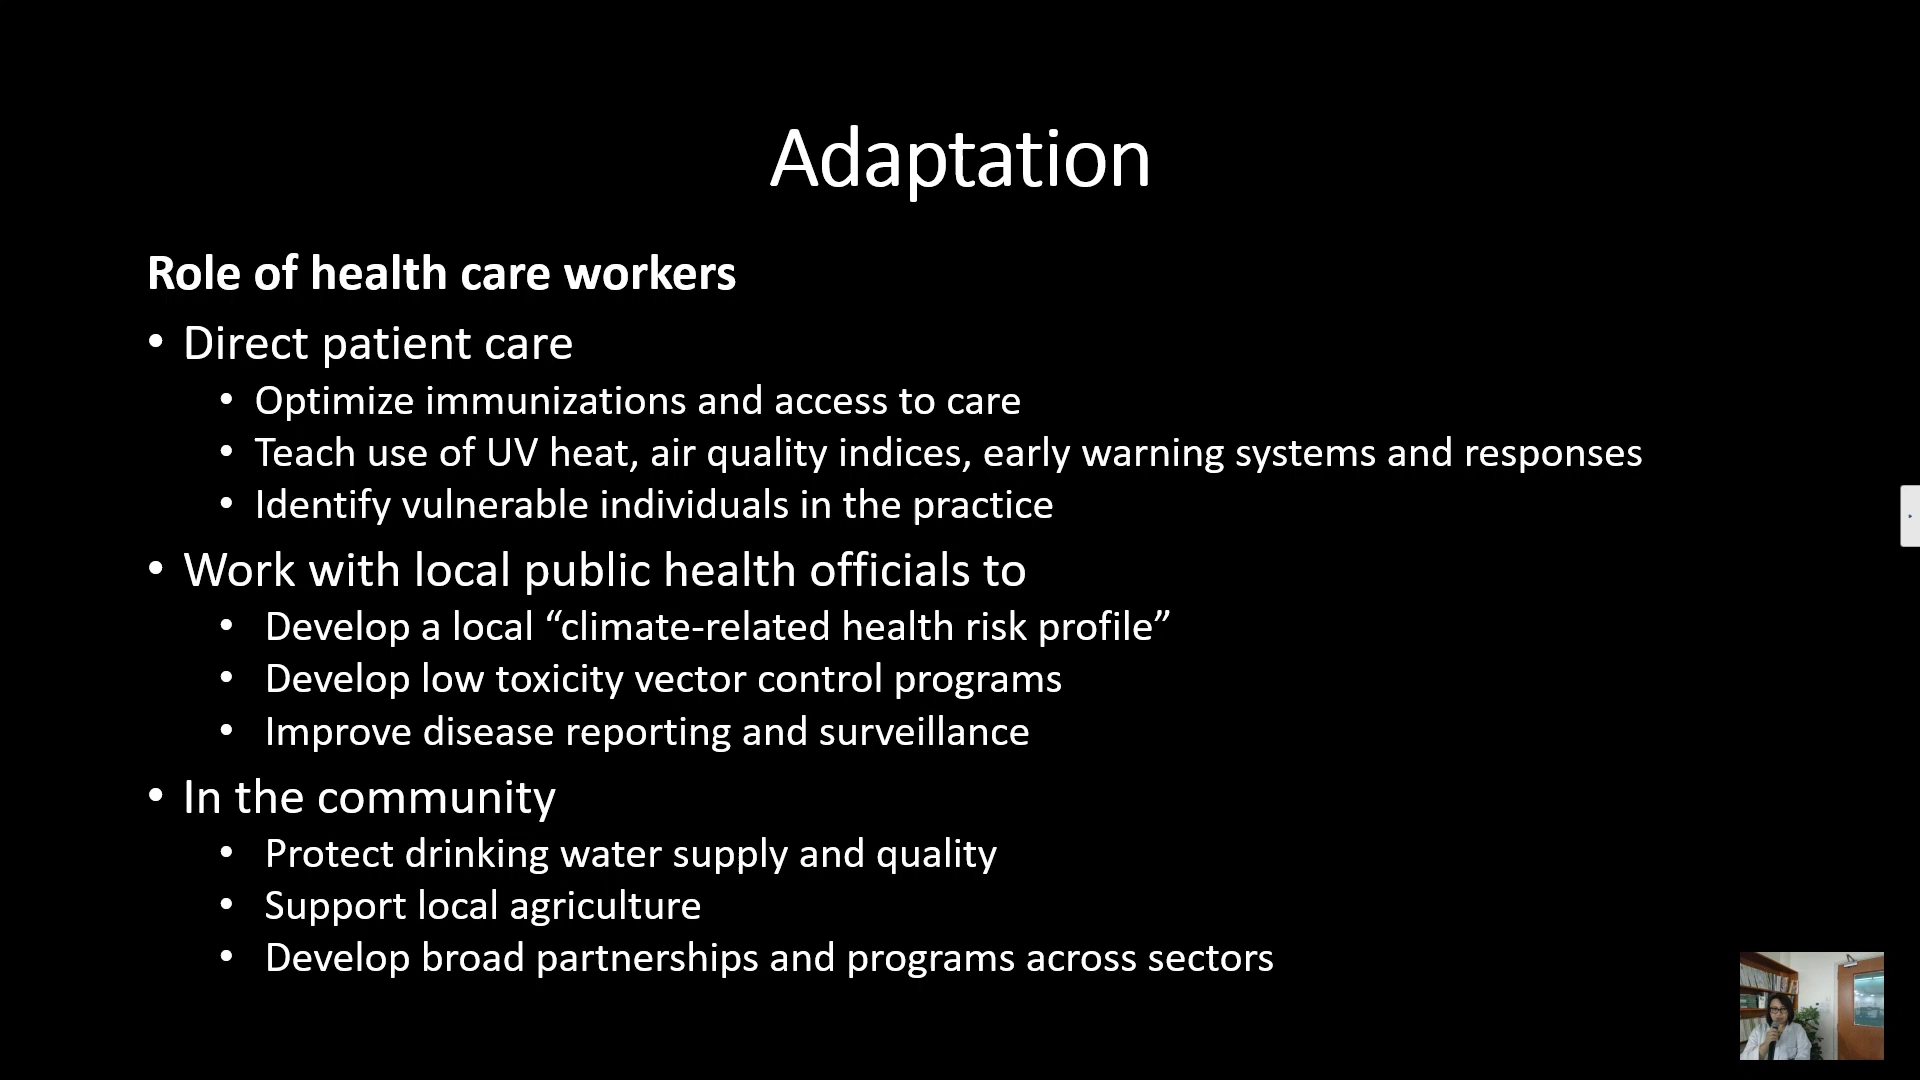 Adaptation
Role of health care workers
• Direct patient care
• Optimize immunizations and access to care
• Teach use of UV heat, air quality indices, early warning systems and responses
• Identify vulnerable individuals in the practice
• Work with local public health officials to
• Develop a local “climate-related health risk profile”
• Develop low toxicity vector control programs
• Improve disease reporting and surveillance
• In the community
• Protect drinking water supply and quality
• Support local agriculture
• Develop broad partnerships and programs across sectors